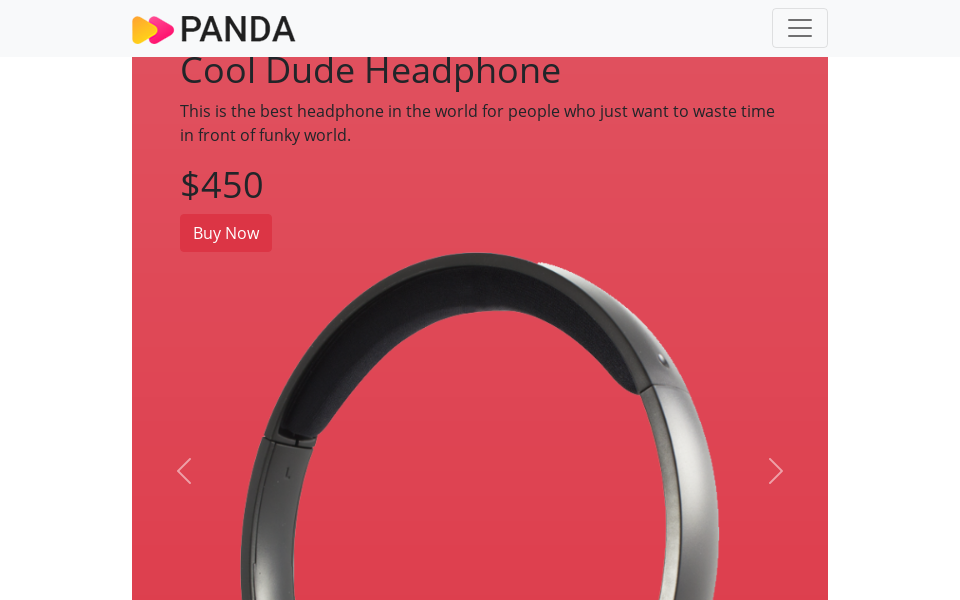 PANDA
Cool Dude Headphone
This is the best headphone in the world for people who just want to waste time
in front of funky world.
$450
Buy Now
L